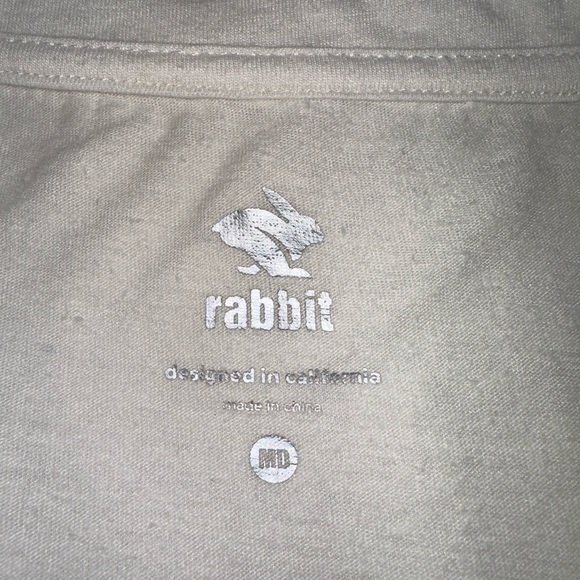 rabbit
designed in california
made in china
MD